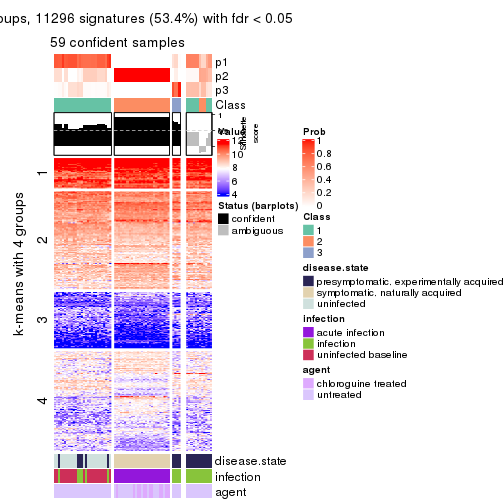 oups, 11296 signatures (53.4%) with fdr < 0.05
59 confident samples
p1
p2
p3
Class
1
Silhouette
score
k-means with 4 groups
1
2
3
4
disease.state
infection
agent
Value
12
10
8
6
4
Status (barplots)
confident
ambiguous
Prob
1
0.8
0.6
0.4
0.2
0
Class
1
2
3
disease.state
presymptomatic. experimentally acquired
symptomatic. naturally acquired
uninfected
infection
acute infection
infection
uninfected baseline
agent
chloroguine treated
untreated